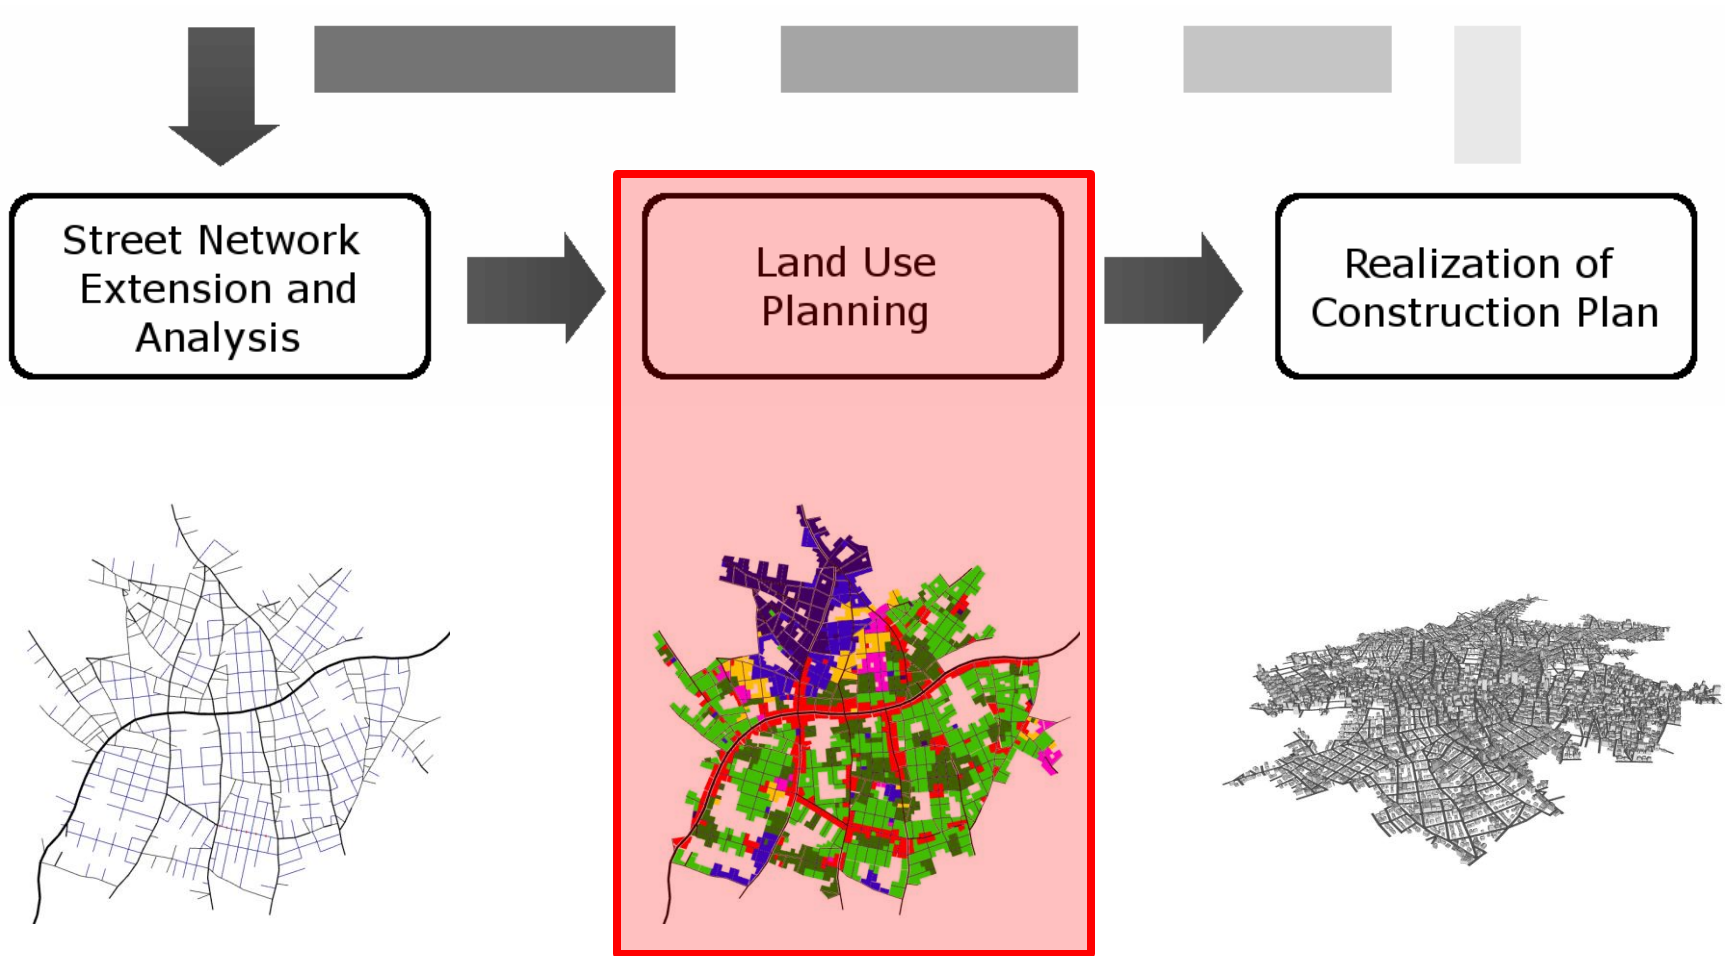 Street Network
Extension and
Analysis
Land Use
Planning
Realization of
Construction Plan